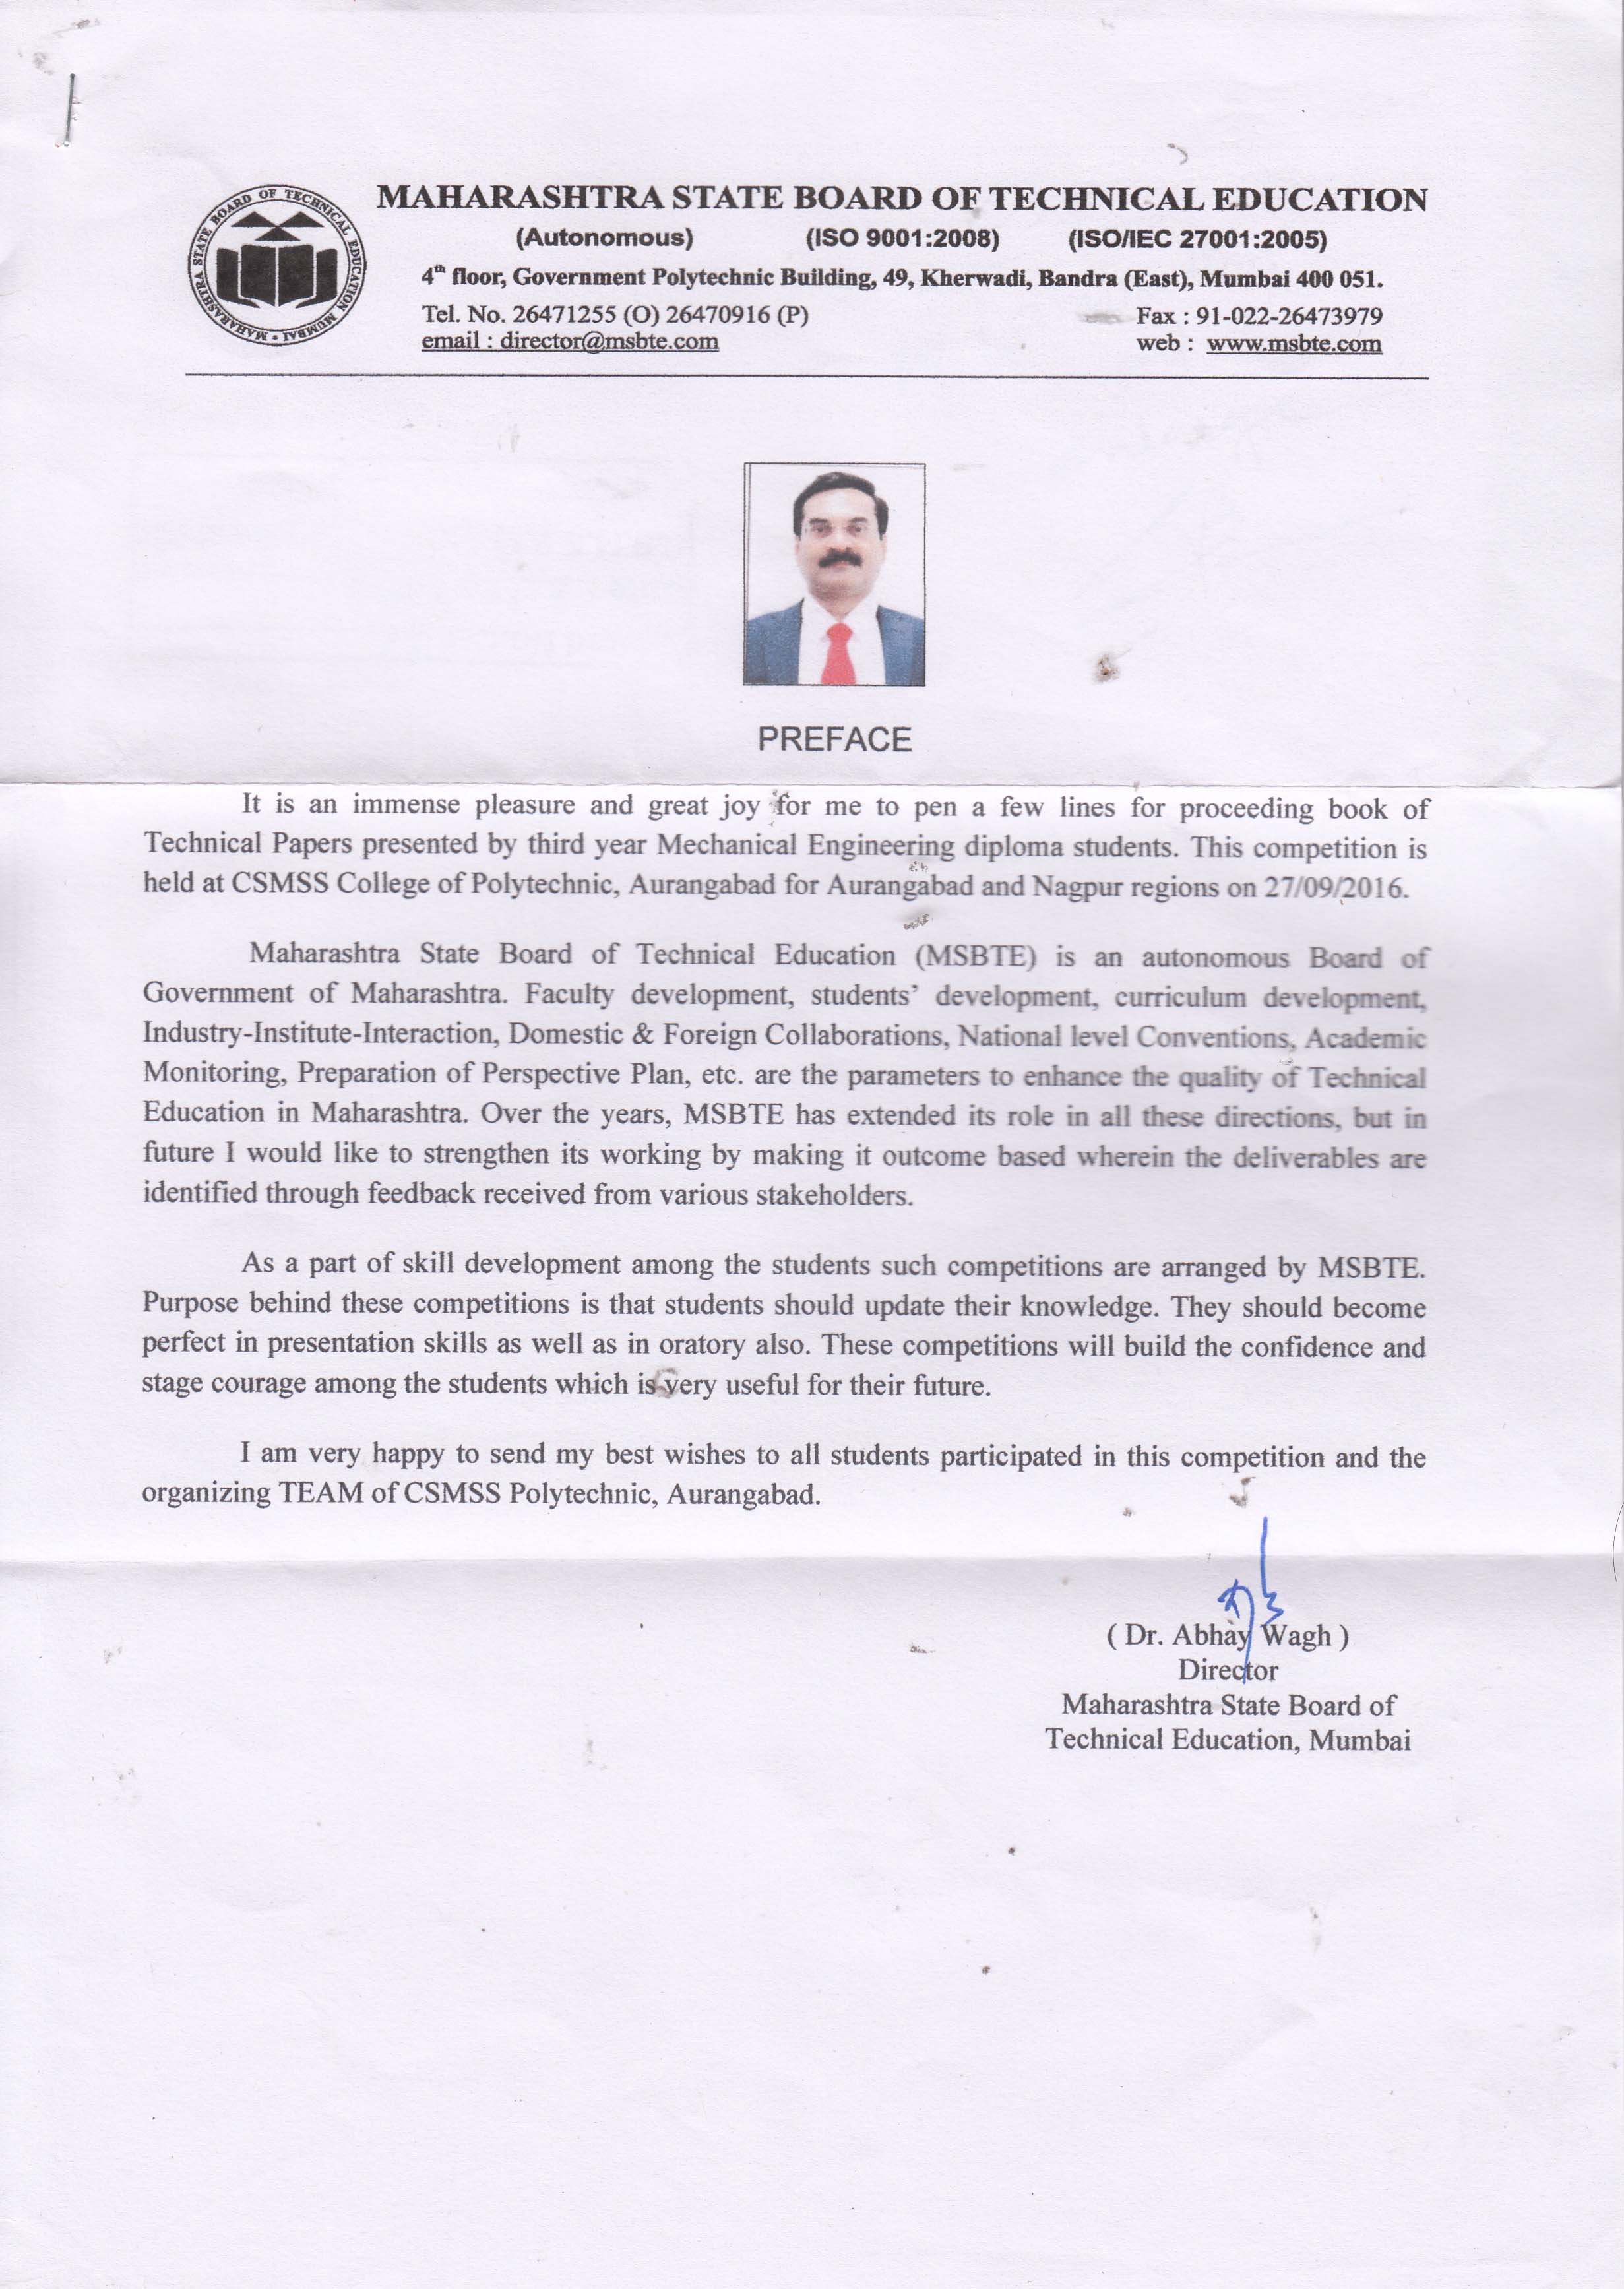 MAHARASHTRA STATE BOARD OF TECHNICAL EDUCATION
(Autonomous) (ISO 9001:2008) (ISO/IEC 27001:2005)
4th floor, Government Polytechnic Building, 49, Kherwadi, Bandra (East), Mumbai 400 051.
Tel. No. 26471255 (O) 26470916 (P) Fax : 91-022-26473979
email : director@msbte.com web : www.msbte.com
MAHARASHTRA STATE BOARD OF TECHNICAL EDUCATION MUMBAI
PREFACE
It is an immense pleasure and great joy for me to pen a few lines for proceeding book of
Technical Papers presented by third year Mechanical Engineering diploma students. This competition is
held at CSMSS College of Polytechnic, Aurangabad for Aurangabad and Nagpur regions on 27/09/2016.
Maharashtra State Board of Technical Education (MSBTE) is an autonomous Board of
Government of Maharashtra. Faculty development, students' development, curriculum development,
Industry-Institute-Interaction, Domestic & Foreign Collaborations, National level Conventions, Academic
Monitoring, Preparation of Perspective Plan, etc. are the parameters to enhance the quality of Technical
Education in Maharashtra. Over the years, MSBTE has extended its role in all these directions, but in
future I would like to strengthen its working by making it outcome based wherein the deliverables are
identified through feedback received from various stakeholders.
As a part of skill development among the students such competitions are arranged by MSBTE.
Purpose behind these competitions is that students should update their knowledge. They should become
perfect in presentation skills as well as in oratory also. These competitions will build the confidence and
stage courage among the students which is very useful for their future.
I am very happy to send my best wishes to all students participated in this competition and the
organizing TEAM of CSMSS Polytechnic, Aurangabad.
( Dr. Abhay Wagh )
Director
Maharashtra State Board of
Technical Education, Mumbai